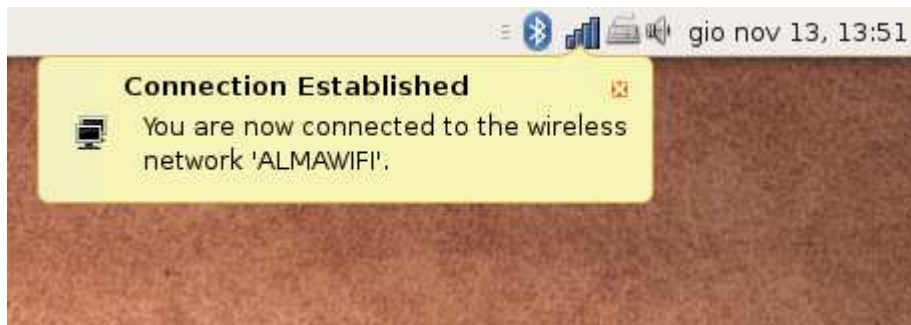 gio nov 13, 13:51
Connection Established
You are now connected to the wireless
network 'ALMAWIFI'.